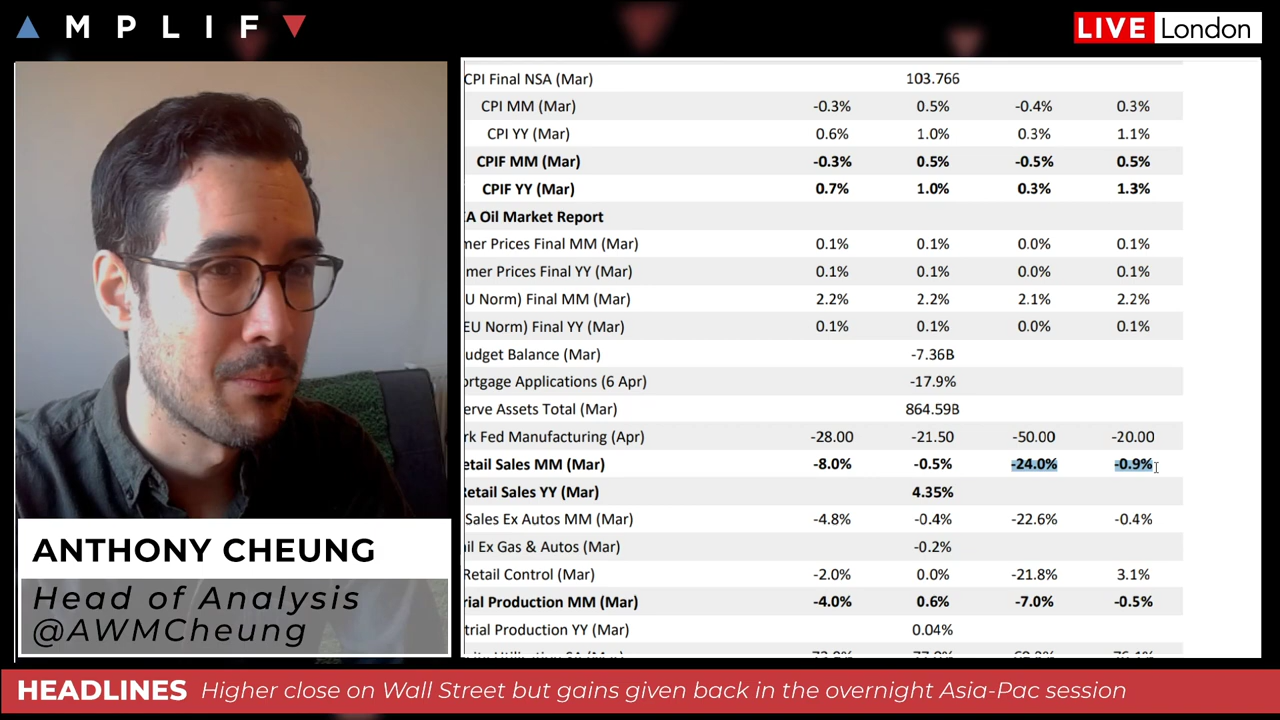 AMPLIFY
LIVE London
CPI Final NSA (Mar) 103.766
CPI MM (Mar) -0.3% 0.5% -0.4% 0.3%
CPI YY (Mar) 0.6% 1.0% 0.3% 1.1%
CPIF MM (Mar) -0.3% 0.5% -0.5% 0.5%
CPIF YY (Mar) 0.7% 1.0% 0.3% 1.3%
A Oil Market Report
mer Prices Final MM (Mar) 0.1% 0.1% 0.0% 0.1%
mer Prices Final YY (Mar) 0.1% 0.1% 0.0% 0.1%
U Norm) Final MM (Mar) 2.2% 2.2% 2.1% 2.2%
EU Norm) Final YY (Mar) 0.1% 0.1% 0.0% 0.1%
udget Balance (Mar) -7.36B
ortgage Applications (6 Apr) -17.9%
erve Assets Total (Mar) 864.59B
rk Fed Manufacturing (Apr) -28.00 -21.50 -50.00 -20.00
etail Sales MM (Mar) -8.0% -0.5% -24.0% -0.9%
Retail Sales YY (Mar) 4.35%
Sales Ex Autos MM (Mar) -4.8% -0.4% -22.6% -0.4%
il Ex Gas & Autos (Mar) -0.2%
Retail Control (Mar) -2.0% 0.0% -21.8% 3.1%
rial Production MM (Mar) -4.0% 0.6% -7.0% -0.5%
trial Production YY (Mar) 0.04%
ANTHONY CHEUNG
Head of Analysis
@AWMCheung
HEADLINES Higher close on Wall Street but gains given back in the overnight Asia-Pac session